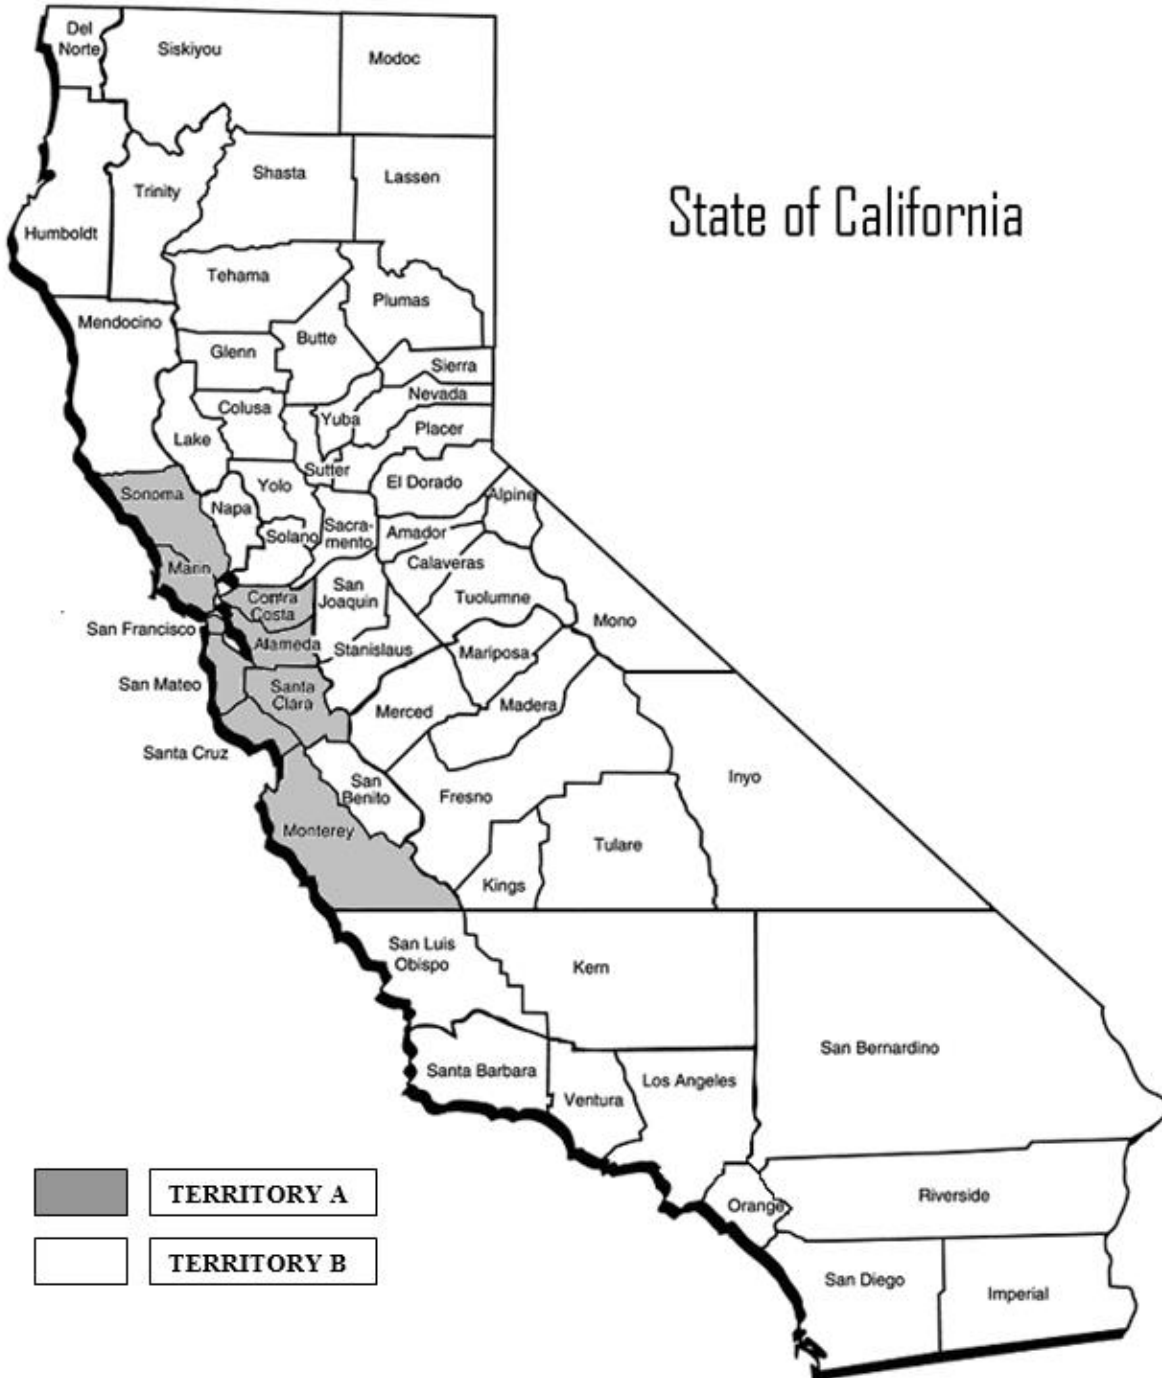 Del
Norte
Siskiyou
Modoc
Shasta
Lassen
Trinity
State of California
Humboldt
Tehama
Plumas
Mendocino
Butte
Glenn
Sierra
Nevada
Colusa
Yuba
Placer
Lake
Sutter
El Dorado
Yolo
Sonoma
Alpine
Napa
Sacra-
mento
Solano
Amador
Calaveras
Marin
San
Joaquin
Contra
Costa
Tuolumne
Mono
San Francisco
Alameda
Stanislaus
Mariposa
San Mateo
Santa
Clara
Madera
Merced
Santa Cruz
Inyo
San
Benito
Fresno
Monterey
Tulare
Kings
San Luis
Obispo
Kern
San Bernardino
Santa Barbara
Los Angeles
Ventura
TERRITORY A
Riverside
Orange
TERRITORY B
San Diego
Imperial